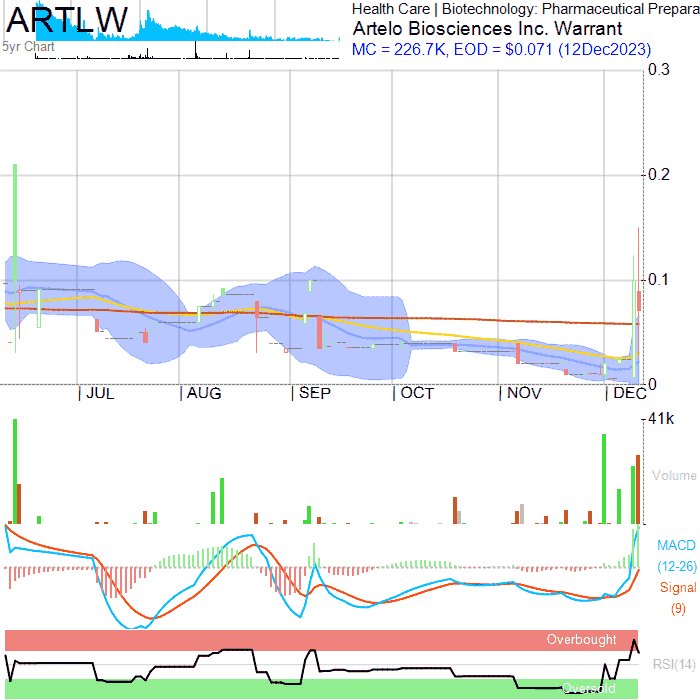 ARTLW
5yr Chart
Health Care | Biotechnology: Pharmaceutical Prepara
Artelo Biosciences Inc. Warrant
MC = 226.7K, EOD = $0.071 (12Dec2023)
0.3
0.2
0.1
0
JUL AUG SEP OCT NOV DEC
41k
Volume
MACD
(12-26)
Signal
(9)
Overbought
RSI(14)
Oversold